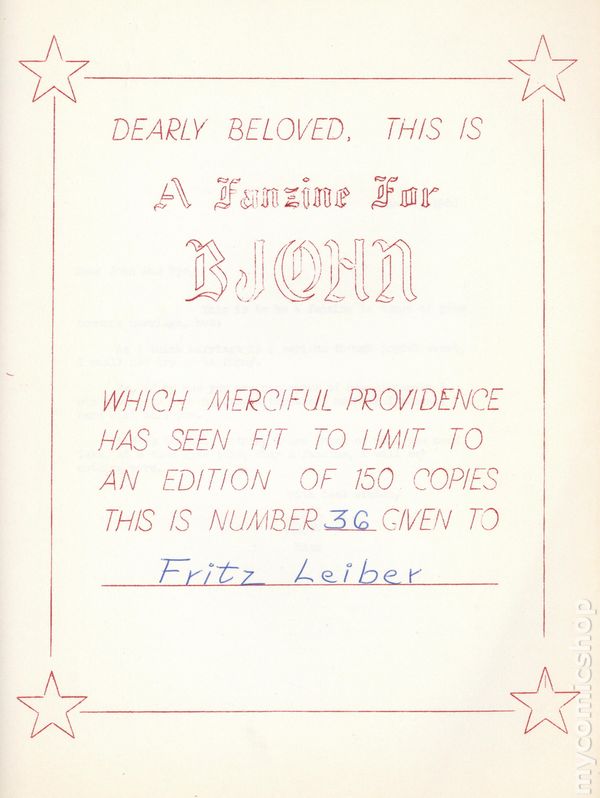 DEARLY BELOVED, THIS IS
A Fanzine For
BJOHN
WHICH MERCIFUL PROVIDENCE
HAS SEEN FIT TO LIMIT TO
AN EDITION OF 150 COPIES
THIS IS NUMBER 36 GIVEN TO
Fritz Leiber
mycomicshop